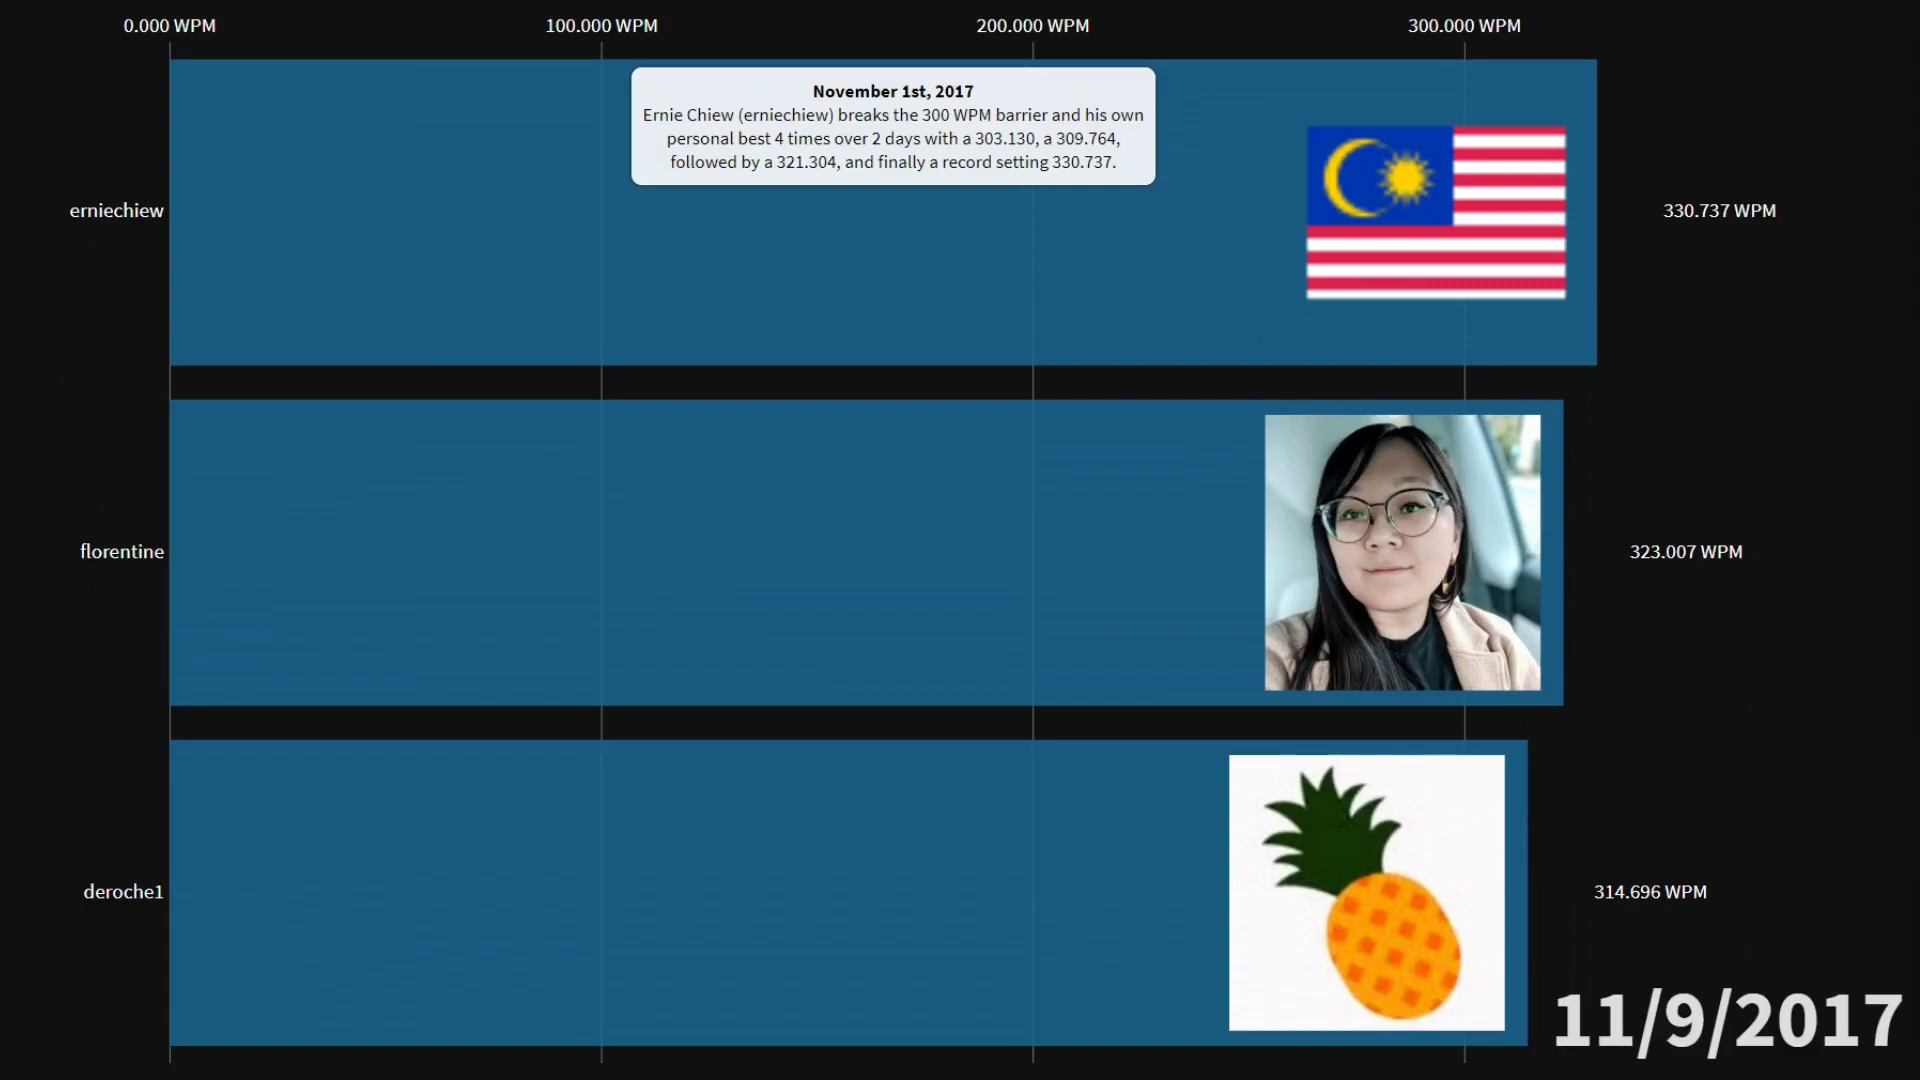 0.000 WPM 100.000 WPM 200.000 WPM 300.000 WPM
November 1st, 2017
Ernie Chiew (erniechiew) breaks the 300 WPM barrier and his own
personal best 4 times over 2 days with a 303.130, a 309.764,
followed by a 321.304, and finally a record setting 330.737.
erniechiew 330.737 WPM
florentine 323.007 WPM
deroche1 314.696 WPM
11/9/2017